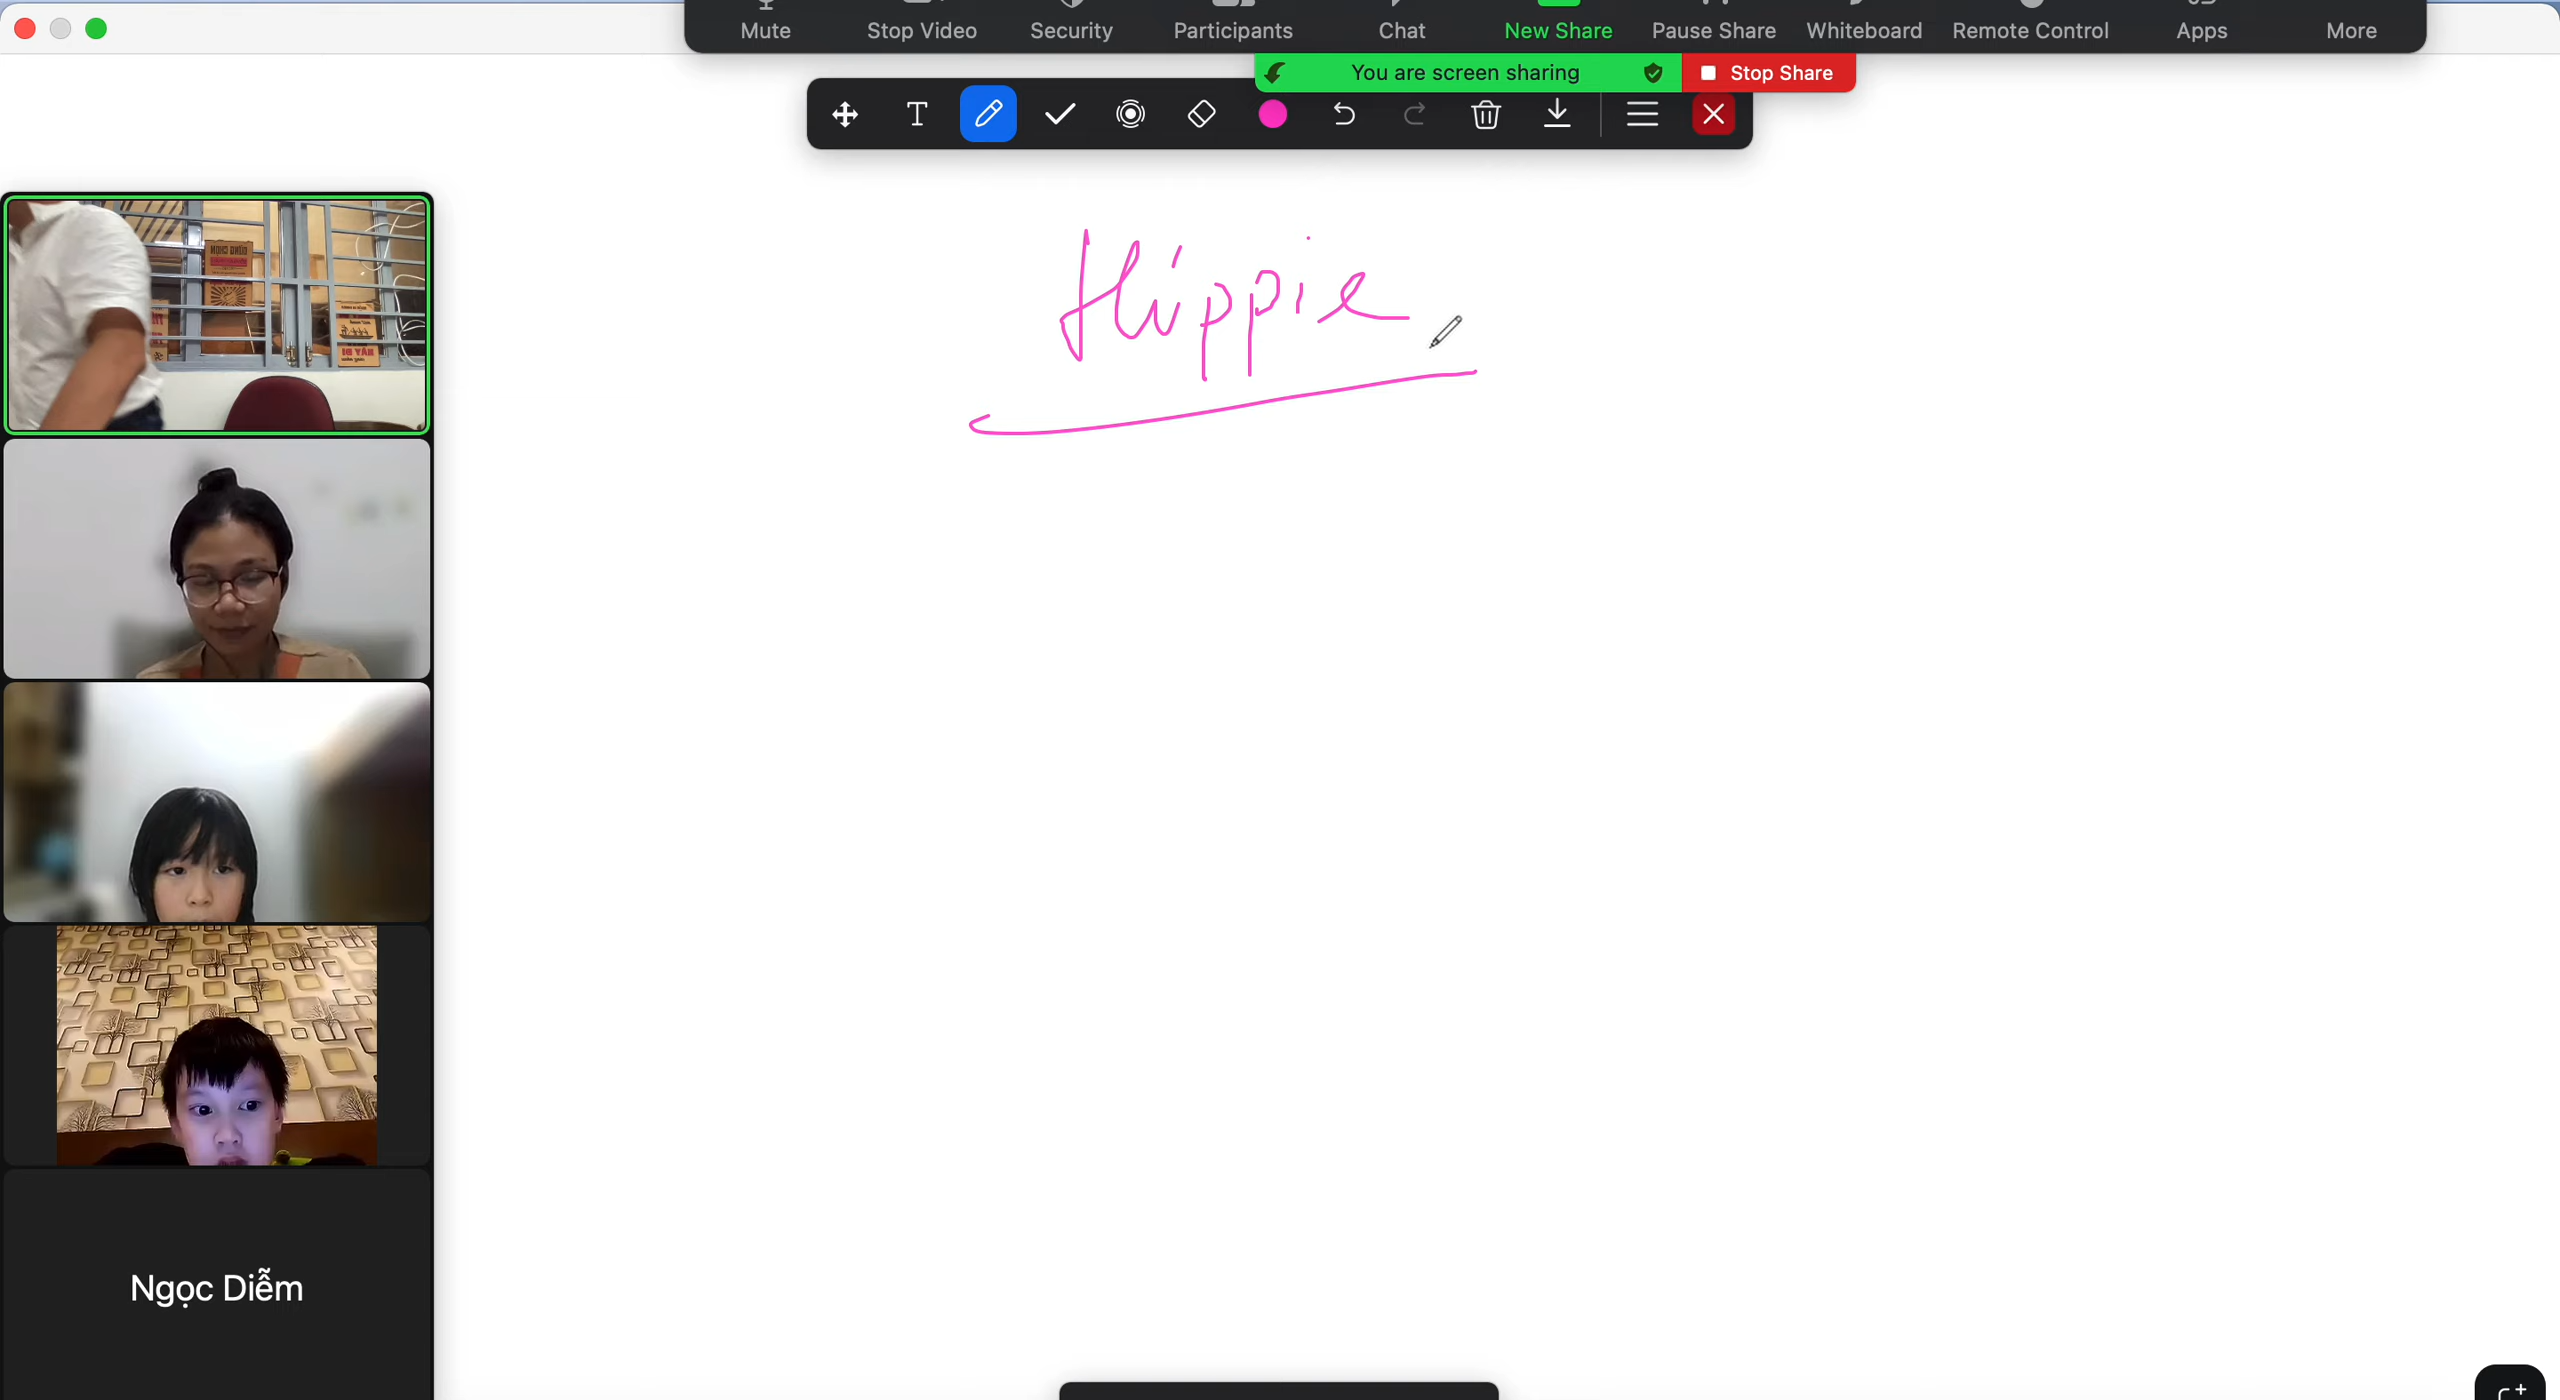 Mute Stop Video Security Participants Chat New Share Pause Share Whiteboard Remote Control Apps More
You are screen sharing Stop Share
Hippie
Ngọc Diễm